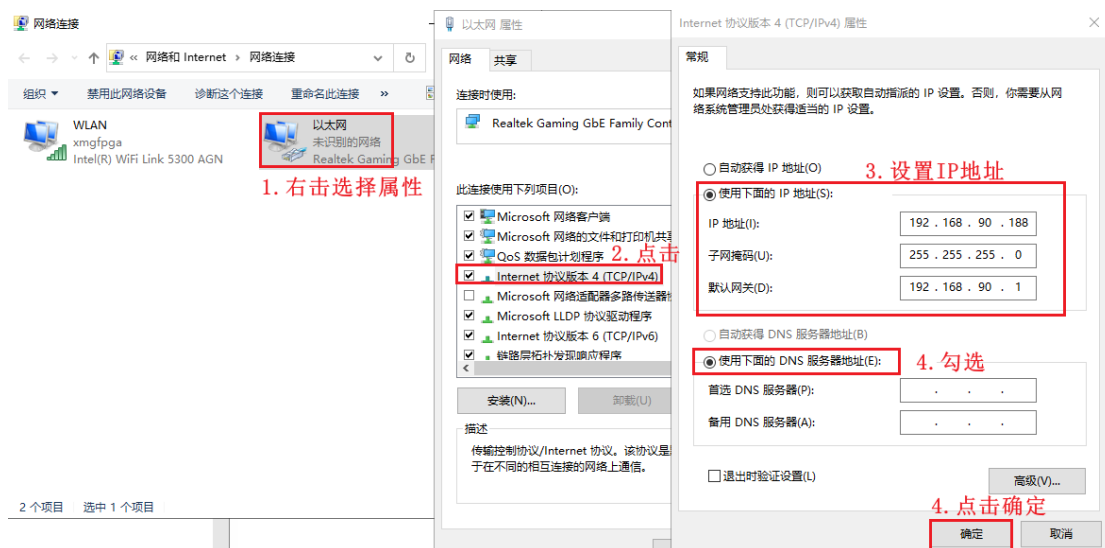 网络连接
« 网络和 Internet › 网络连接
组织 禁用此网络设备 诊断这个连接 重命名此连接 »
WLAN
xmgfpga
Intel(R) WiFi Link 5300 AGN
以太网
未识别的网络
Realtek Gaming GbE F
1.右击选择属性
2 个项目 选中 1 个项目
以太网 属性
网络 共享
连接时使用:
Realtek Gaming GbE Family Cont
此连接使用下列项目(O):
Microsoft 网络客户端
Microsoft 网络的文件和打印机共享
QoS 数据包计划程序
2.点击
Internet 协议版本 4 (TCP/IPv4)
Microsoft 网络适配器多路传送器
Microsoft LLDP 协议驱动程序
Internet 协议版本 6 (TCP/IPv6)
链路层拓扑发现响应程序
安装(N)... 卸载(U)
描述
传输控制协议/Internet 协议。该协议是
于在不同的相互连接的网络上通信。
Internet 协议版本 4 (TCP/IPv4) 属性
常规
如果网络支持此功能，则可以获取自动指派的 IP 设置。否则，你需要从网
络系统管理员处获得适当的 IP 设置。
自动获得 IP 地址(O)
3.设置IP地址
使用下面的 IP 地址(S):
IP 地址(I): 192 . 168 . 90 . 188
子网掩码(U): 255 . 255 . 255 . 0
默认网关(D): 192 . 168 . 90 . 1
自动获得 DNS 服务器地址(B)
使用下面的 DNS 服务器地址(E):
4.勾选
首选 DNS 服务器(P): . . .
备用 DNS 服务器(A): . . .
退出时验证设置(L)
高级(V)...
4.点击确定
确定 取消